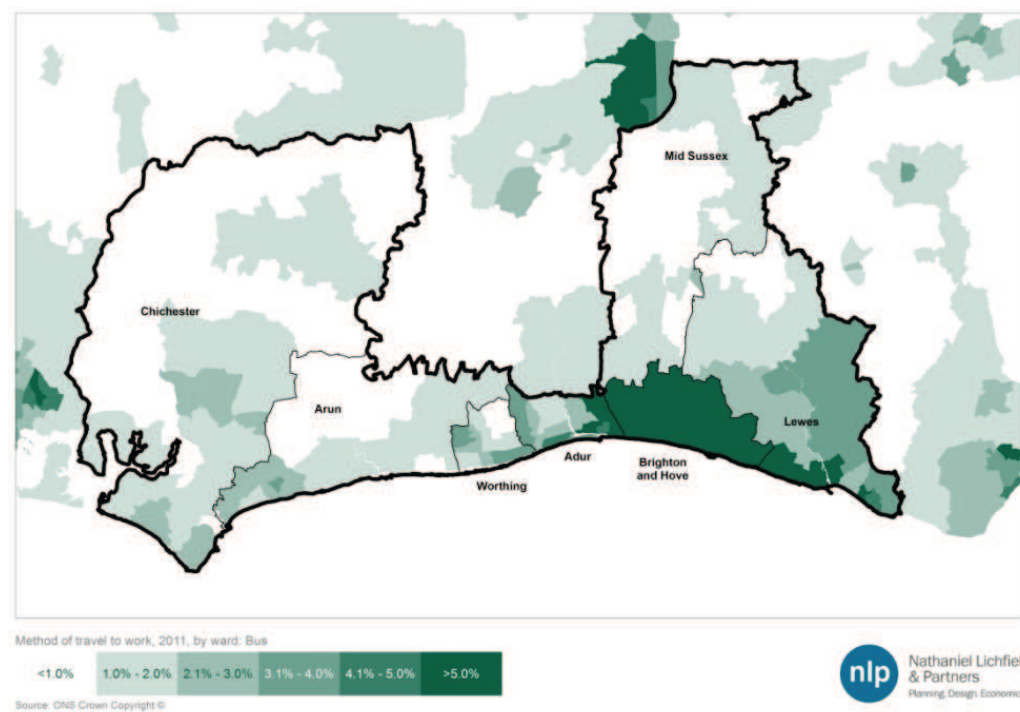 Mid Sussex
Chichester
Arun
Lewes
Adur
Worthing
Brighton
and Hove
Method of travel to work, 2011, by ward: Bus
<1.0% 1.0% - 2.0% 2.1% - 3.0% 3.1% - 4.0% 4.1% - 5.0% >5.0%
Source: ONS Crown Copyright ©
nlp
Nathaniel Lichfiel
& Partners
Planning. Design. Economic